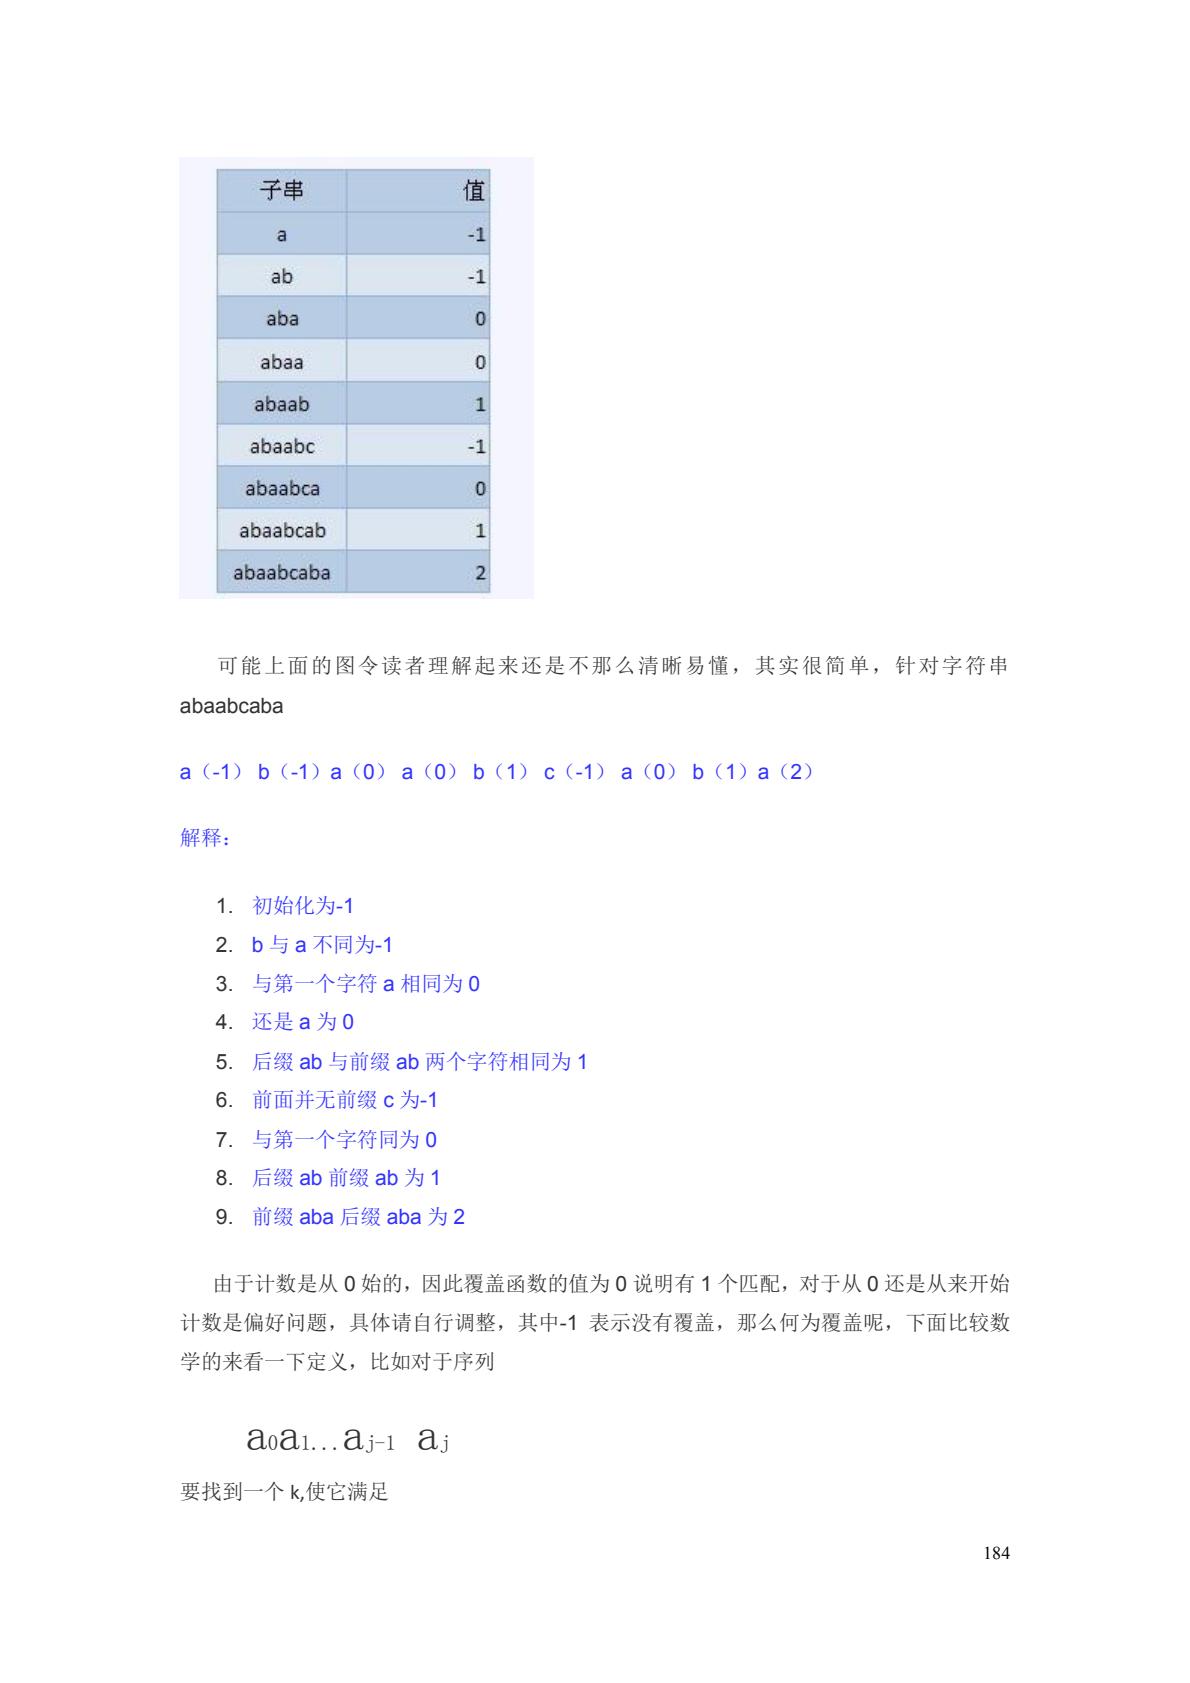 子串 值
a -1
ab -1
aba 0
abaa 0
abaab 1
abaabc -1
abaabca 0
abaabcab 1
abaabcaba 2
可能上面的图令读者理解起来还是不那么清晰易懂，其实很简单，针对字符串
abaabcaba
a（-1） b（-1）a（0） a（0） b（1） c（-1） a（0） b（1）a（2）
解释：
1. 初始化为-1
2. b 与 a 不同为-1
3. 与第一个字符 a 相同为 0
4. 还是 a 为 0
5. 后缀 ab 与前缀 ab 两个字符相同为 1
6. 前面并无前缀 c 为-1
7. 与第一个字符同为 0
8. 后缀 ab 前缀 ab 为 1
9. 前缀 aba 后缀 aba 为 2
由于计数是从 0 始的，因此覆盖函数的值为 0 说明有 1 个匹配，对于从 0 还是从来开始
计数是偏好问题，具体请自行调整，其中-1 表示没有覆盖，那么何为覆盖呢，下面比较数
学的来看一下定义，比如对于序列
a0a1...aj-1 aj
要找到一个 k,使它满足
184